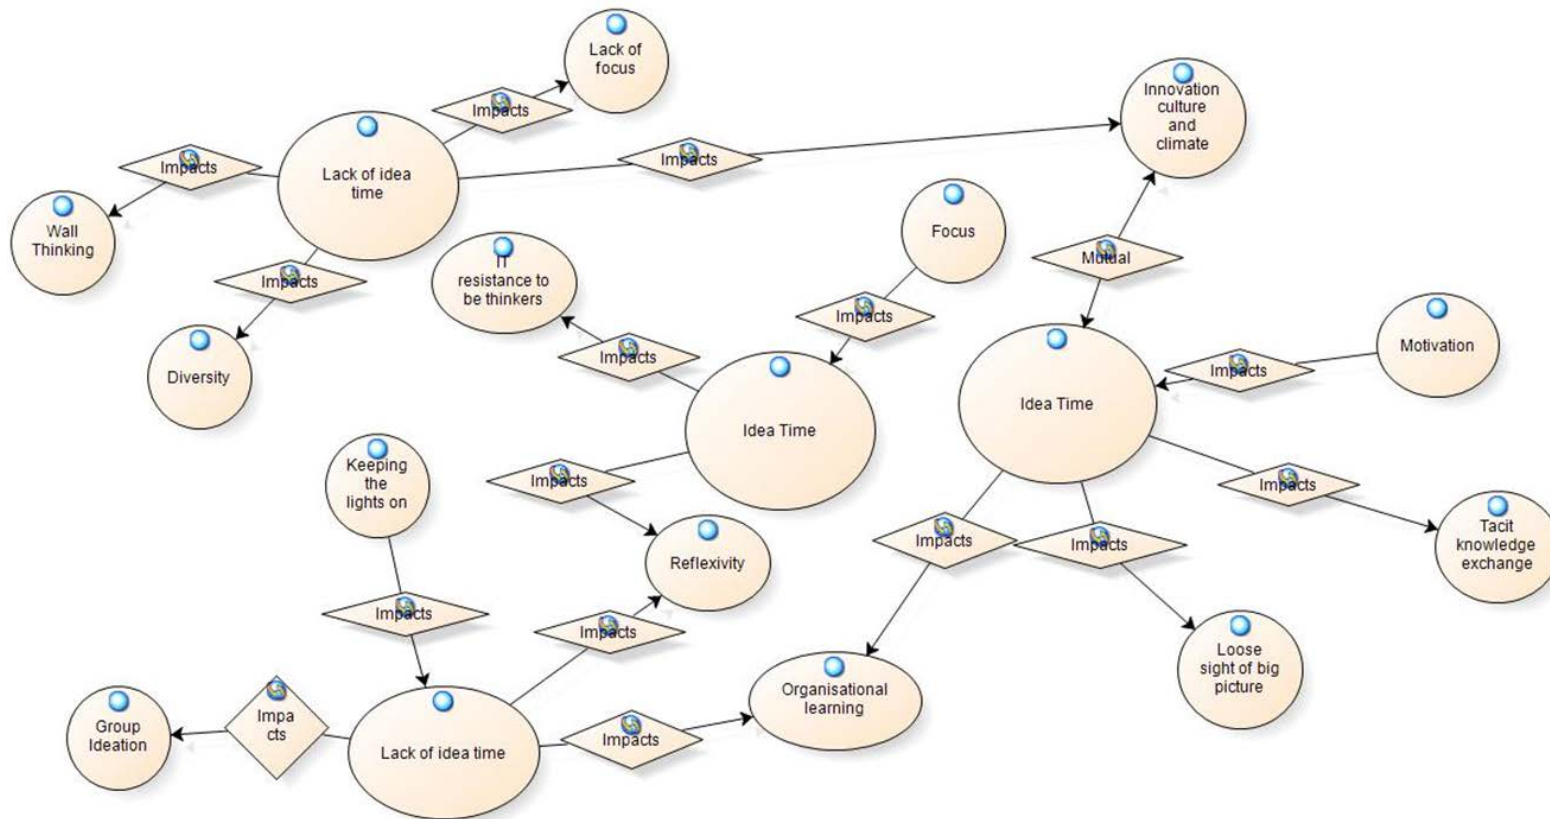 Lack of
focus
Impacts
Innovation
culture
and
climate
Impacts
Lack of idea
time
Impacts
Wall
Thinking
Impacts
Diversity
Focus
IT
resistance to
be thinkers
Impacts
Impacts
Idea Time
Mutual
Idea Time
Impacts
Motivation
Keeping
the
lights on
Impacts
Reflexivity
Impacts
Impacts
Impacts
Impacts
Tacit
knowledge
exchange
Impacts
Loose
sight of big
picture
Organisational
learning
Group
Ideation
Impa
cts
Lack of idea time
Impacts